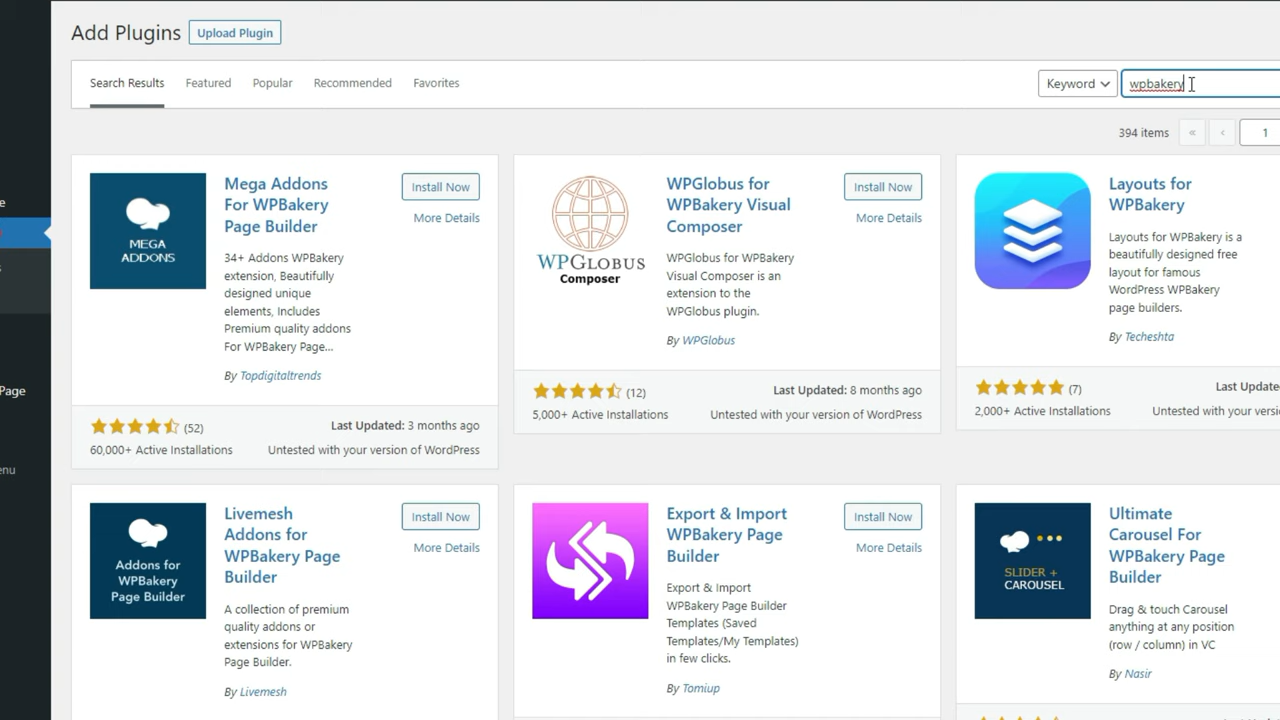 Add Plugins Upload Plugin
Search Results Featured Popular Recommended Favorites Keyword wpbakery
394 items « ‹ 1
MEGA
ADDONS
Mega Addons
For WPBakery
Page Builder
Install Now
More Details
34+ Addons WPBakery
extension, Beautifully
designed unique
elements, Includes
Premium quality addons
For WPBakery Page...
By Topdigitaltrends
(52)
60,000+ Active Installations
Last Updated: 3 months ago
Untested with your version of WordPress
WPGLOBUS
Composer
WPGlobus for
WPBakery Visual
Composer
Install Now
More Details
WPGlobus for WPBakery
Visual Composer is an
extension to the
WPGlobus plugin.
By WPGlobus
(12)
5,000+ Active Installations
Last Updated: 8 months ago
Untested with your version of WordPress
Layouts for
WPBakery
Layouts for WPBakery is a
beautifully designed free
layout for famous
WordPress WPBakery
page builders.
By Techeshta
(7)
2,000+ Active Installations
Last Update
Untested with your versi
Page
enu
Addons for
WPBakery
Page Builder
Livemesh
Addons for
WPBakery Page
Builder
Install Now
More Details
A collection of premium
quality addons or
extensions for WPBakery
Page Builder.
By Livemesh
Export & Import
WPBakery Page
Builder
Install Now
More Details
Export & Import
WPBakery Page Builder
Templates (Saved
Templates/My Templates)
in few clicks.
By Tomiup
SLIDER +
CAROUSEL
Ultimate
Carousel For
WPBakery Page
Builder
Drag & touch Carousel
anything at any position
(row / column) in VC
By Nasir